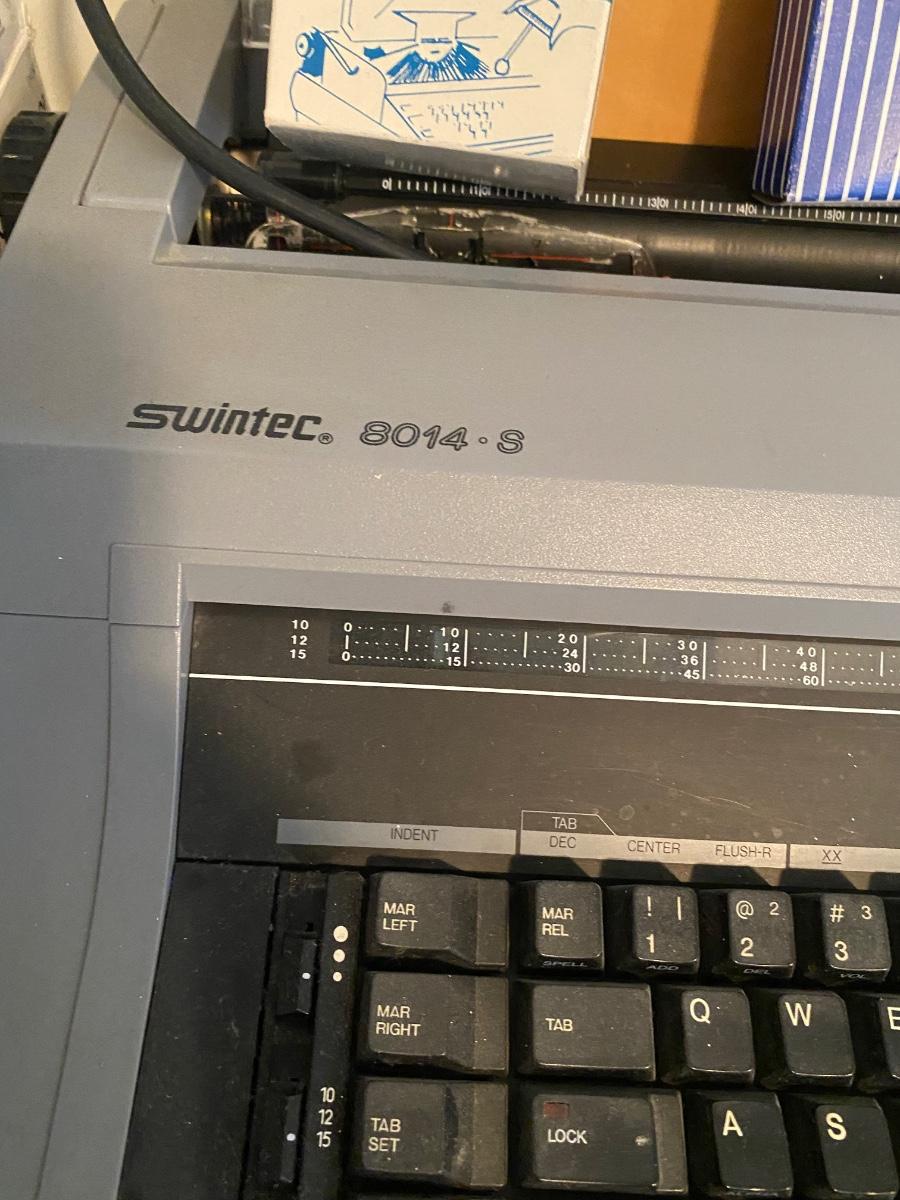 swintec® 8014·S
10 0 10 20 30 40
12 12 24 36 48
15 0 15 30 45 60
TAB
INDENT DEC CENTER FLUSH-R XX
MAR LEFT
MAR REL
SPELL
! |
1
ADD
@ 2
2
DEL
# 3
3
VOL
MAR RIGHT
TAB
Q
W
E
10
12
15
TAB SET
LOCK
A
S